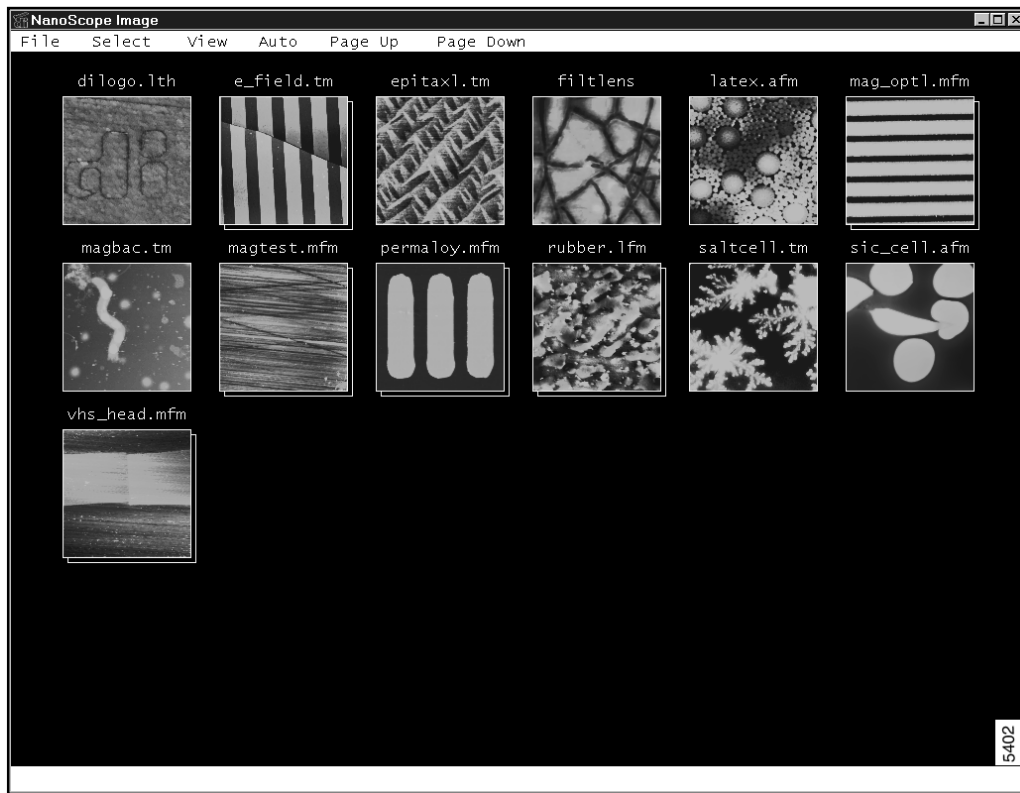 NanoScope Image
File Select View Auto Page Up Page Down
dilogo.lth e_field.tm epitaxl.tm filtlens latex.afm mag_optl.mfm
magbac.tm magtest.mfm permaloy.mfm rubber.lfm saltcell.tm sic_cell.afm
vhs_head.mfm
5402